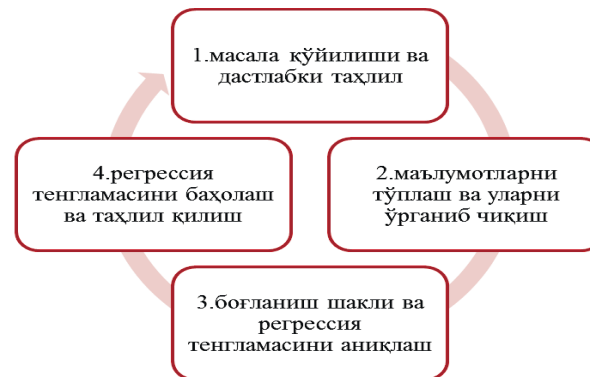 1.масала қўйилиши ва
дастлабки таҳлил
2.маълумотларни
тўплаш ва уларни
ўрганиб чиқиш
3.боғланиш шакли ва
регрессия
тенгламасини аниқлаш
4.регрессия
тенгламасини баҳолаш
ва таҳлил қилиш